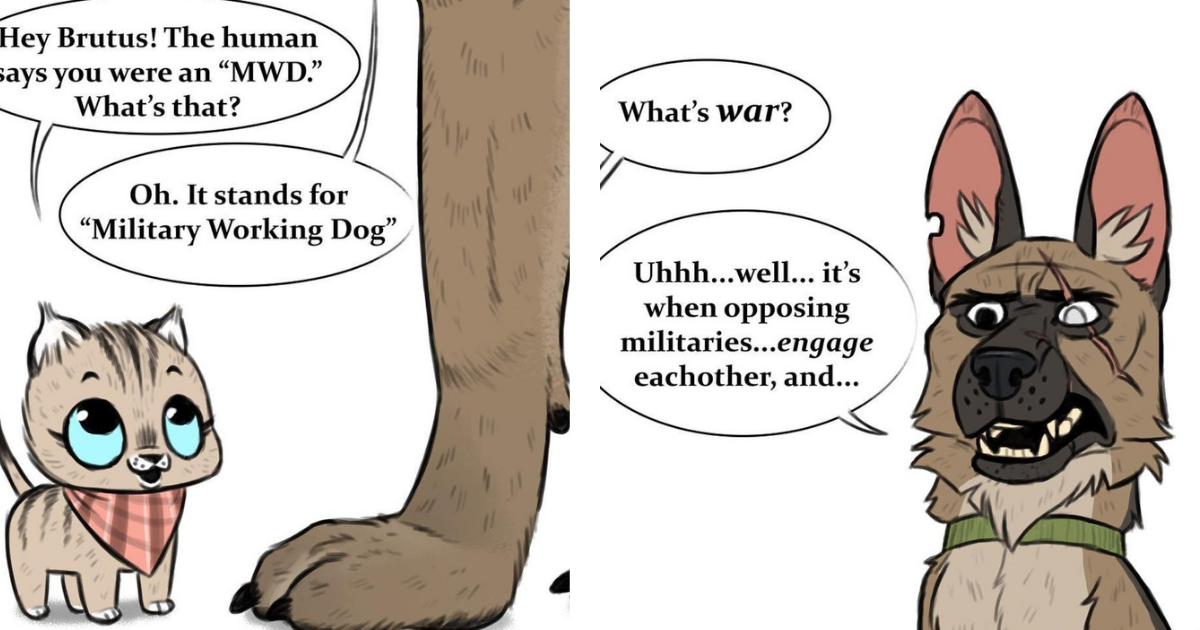 Hey Brutus! The human
says you were an “MWD.”
What’s that?
Oh. It stands for
“Military Working Dog”
What’s war?
Uhhh...well... it’s
when opposing
militaries...engage
eachother, and...